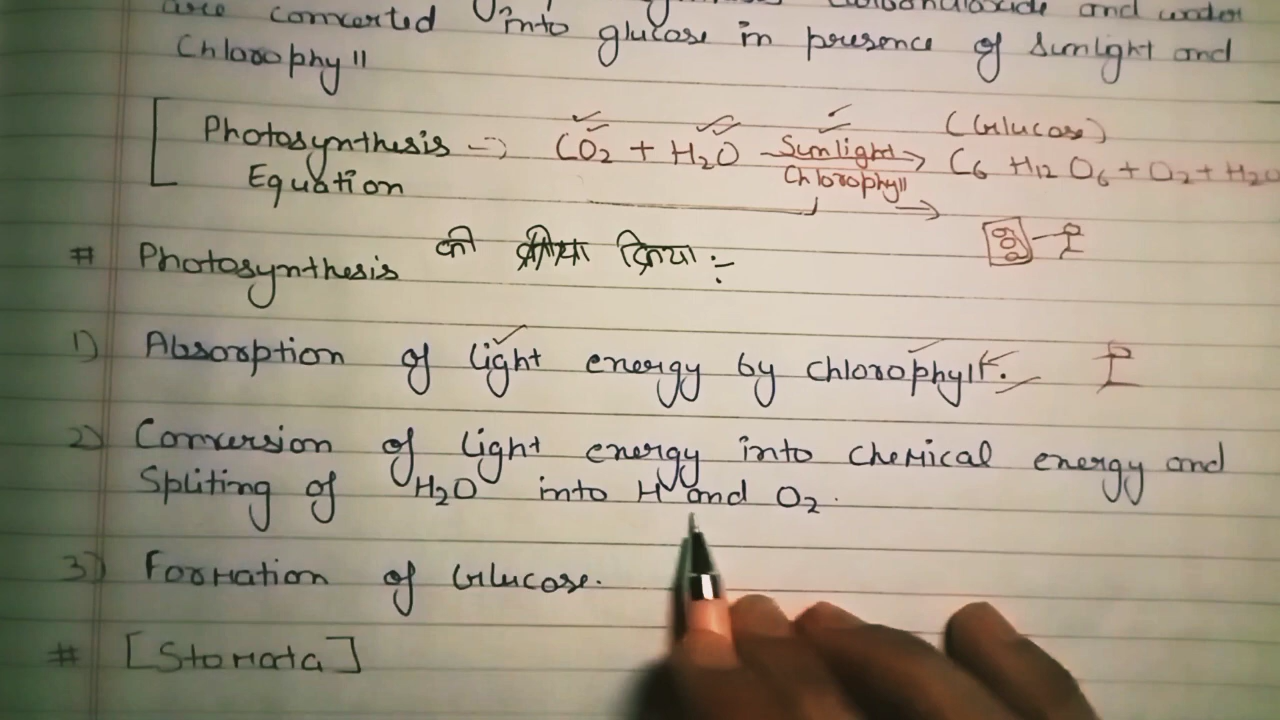 are converted into glucose in presence of Sunlight and
Chlorophyll
(Glucose)
Photosynthesis → CO2 + H2O Sunlight → C6 H12 O6 + O2 + H2O
Equation Chlorophyll
# Photosynthesis की क्रिया :-
1) Absorption of light energy by chlorophyll.
2) Conversion of light energy into chemical energy and
Spliting of H2O into H and O2.
3) Formation of Glucose.
# [Stomata]